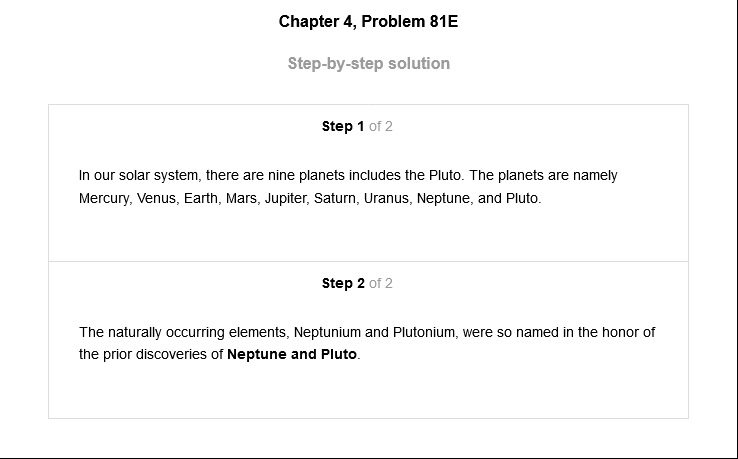 Chapter 4, Problem 81E
Step-by-step solution
Step 1 of 2
In our solar system, there are nine planets includes the Pluto. The planets are namely
Mercury, Venus, Earth, Mars, Jupiter, Saturn, Uranus, Neptune, and Pluto.
Step 2 of 2
The naturally occurring elements, Neptunium and Plutonium, were so named in the honor of
the prior discoveries of Neptune and Pluto.